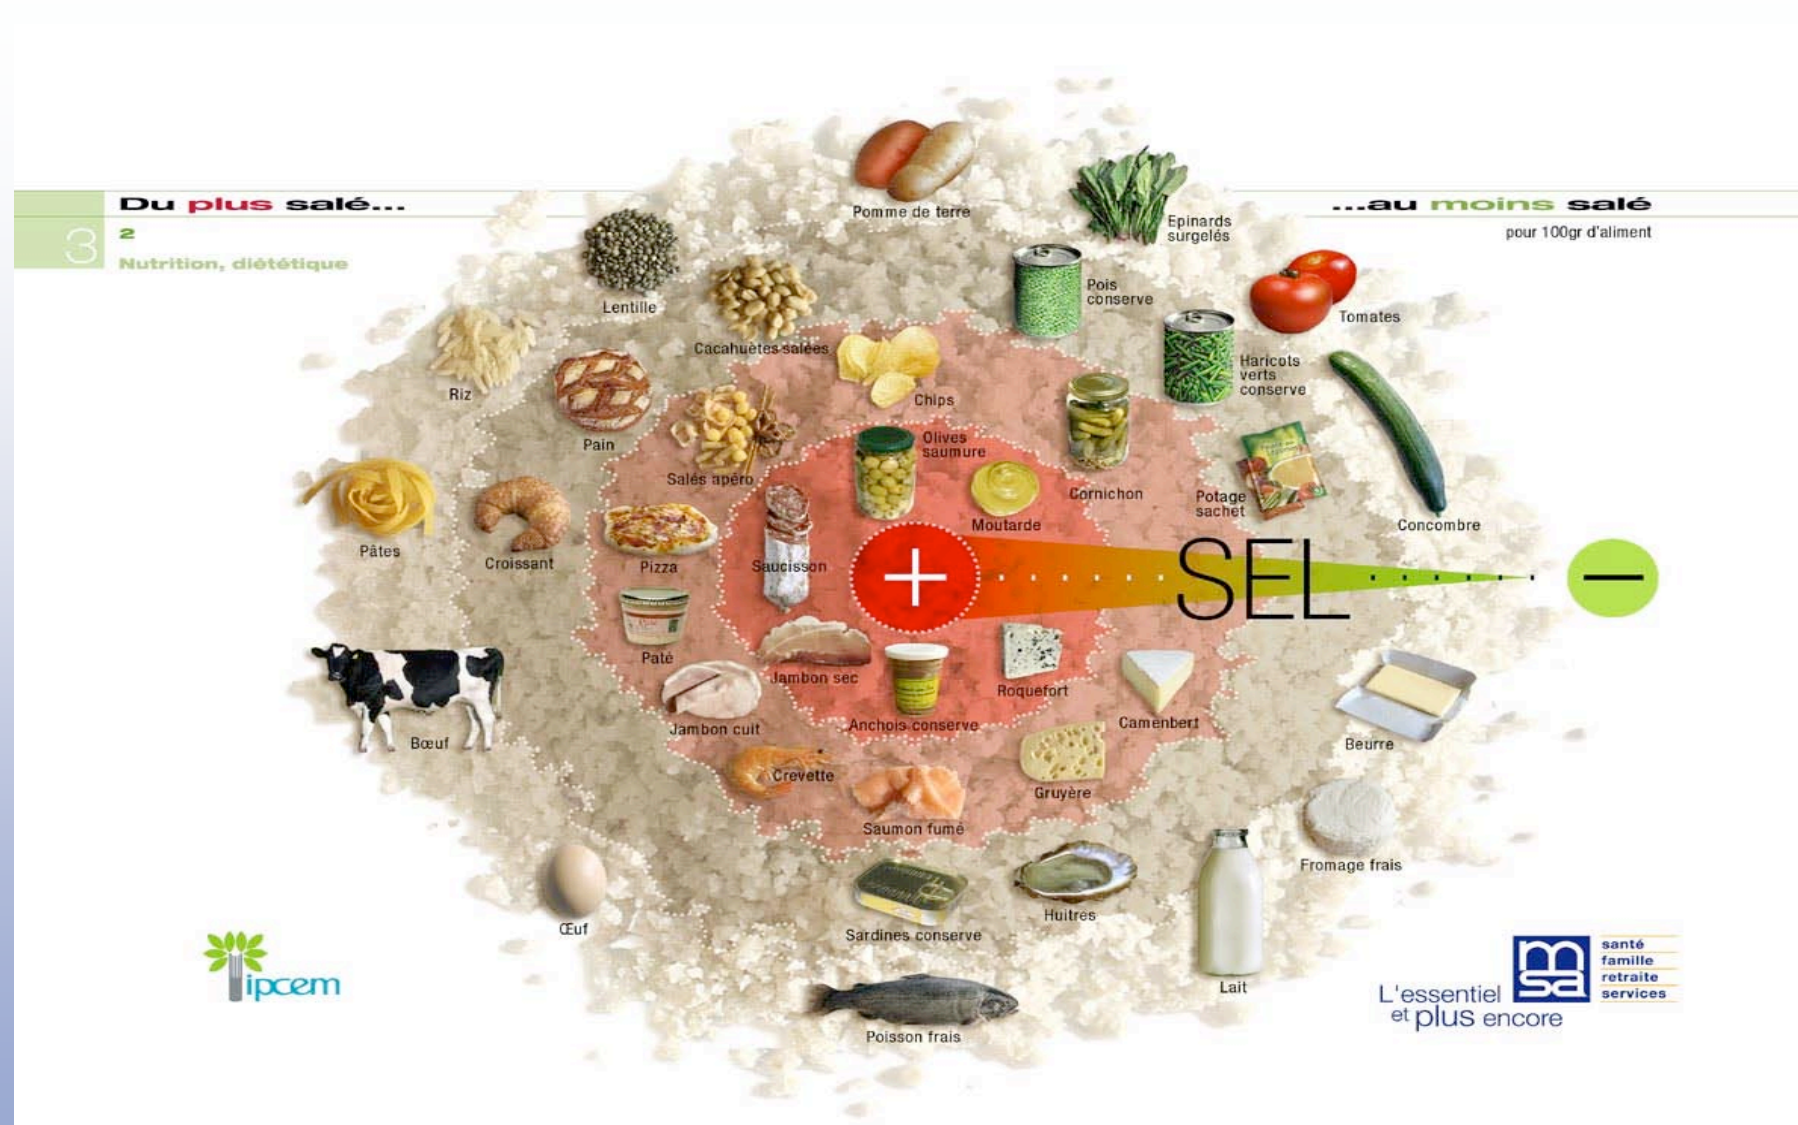 Du plus salé...
...au moins salé
3
2
pour 100gr d'aliment
Nutrition, diététique
Pomme de terre
Epinards
surgelés
Lentille
Pois
conserve
Tomates
Cacahuètes salées
Riz
Chips
Haricots
verts
conserve
Pain
Olives
saumure
Salés apéro
Cornichon
Potage
sachet
Moutarde
Concombre
Pâtes
Croissant
Pizza
Saucisson
+
SEL
−
Paté
Jambon sec
Roquefort
Jambon cuit
Anchois conserve
Camenbert
Bœuf
Beurre
Crevette
Gruyère
Saumon fumé
Fromage frais
Œuf
Huitres
Sardines conserve
Lait
Poisson frais
ipcem
L'essentiel
et plus encore
msa
santé
famille
retraite
services